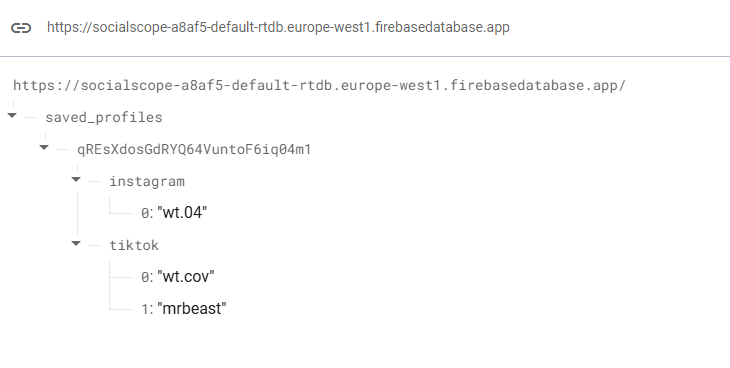 https://socialscope-a8af5-default-rtdb.europe-west1.firebasedatabase.app
https://socialscope-a8af5-default-rtdb.europe-west1.firebasedatabase.app/
saved_profiles
qREsXdosGdRYQ64VuntoF6iq04m1
instagram
0: "wt.04"
tiktok
0: "wt.cov"
1: "mrbeast"